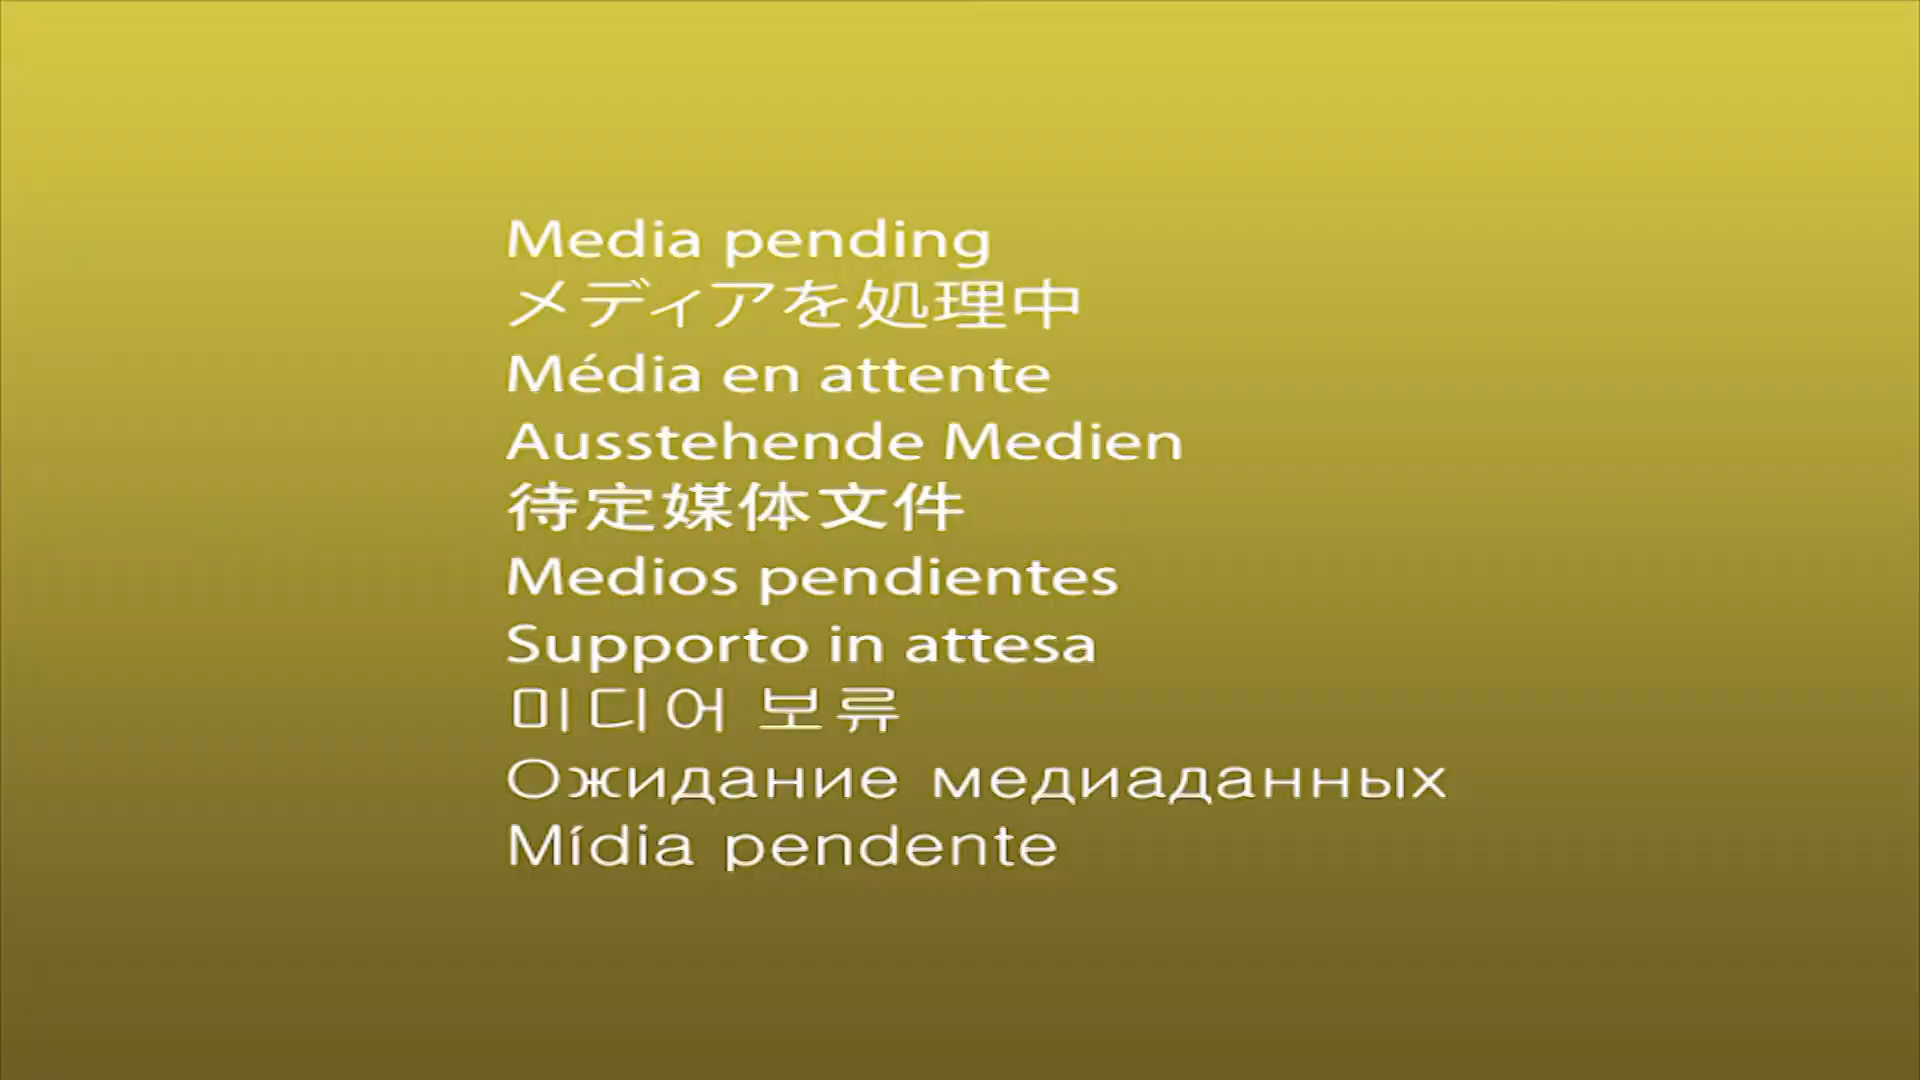 Media pending
メディアを処理中
Média en attente
Ausstehende Medien
待定媒体文件
Medios pendientes
Supporto in attesa
미디어 보류
Ожидание медиаданных
Mídia pendente